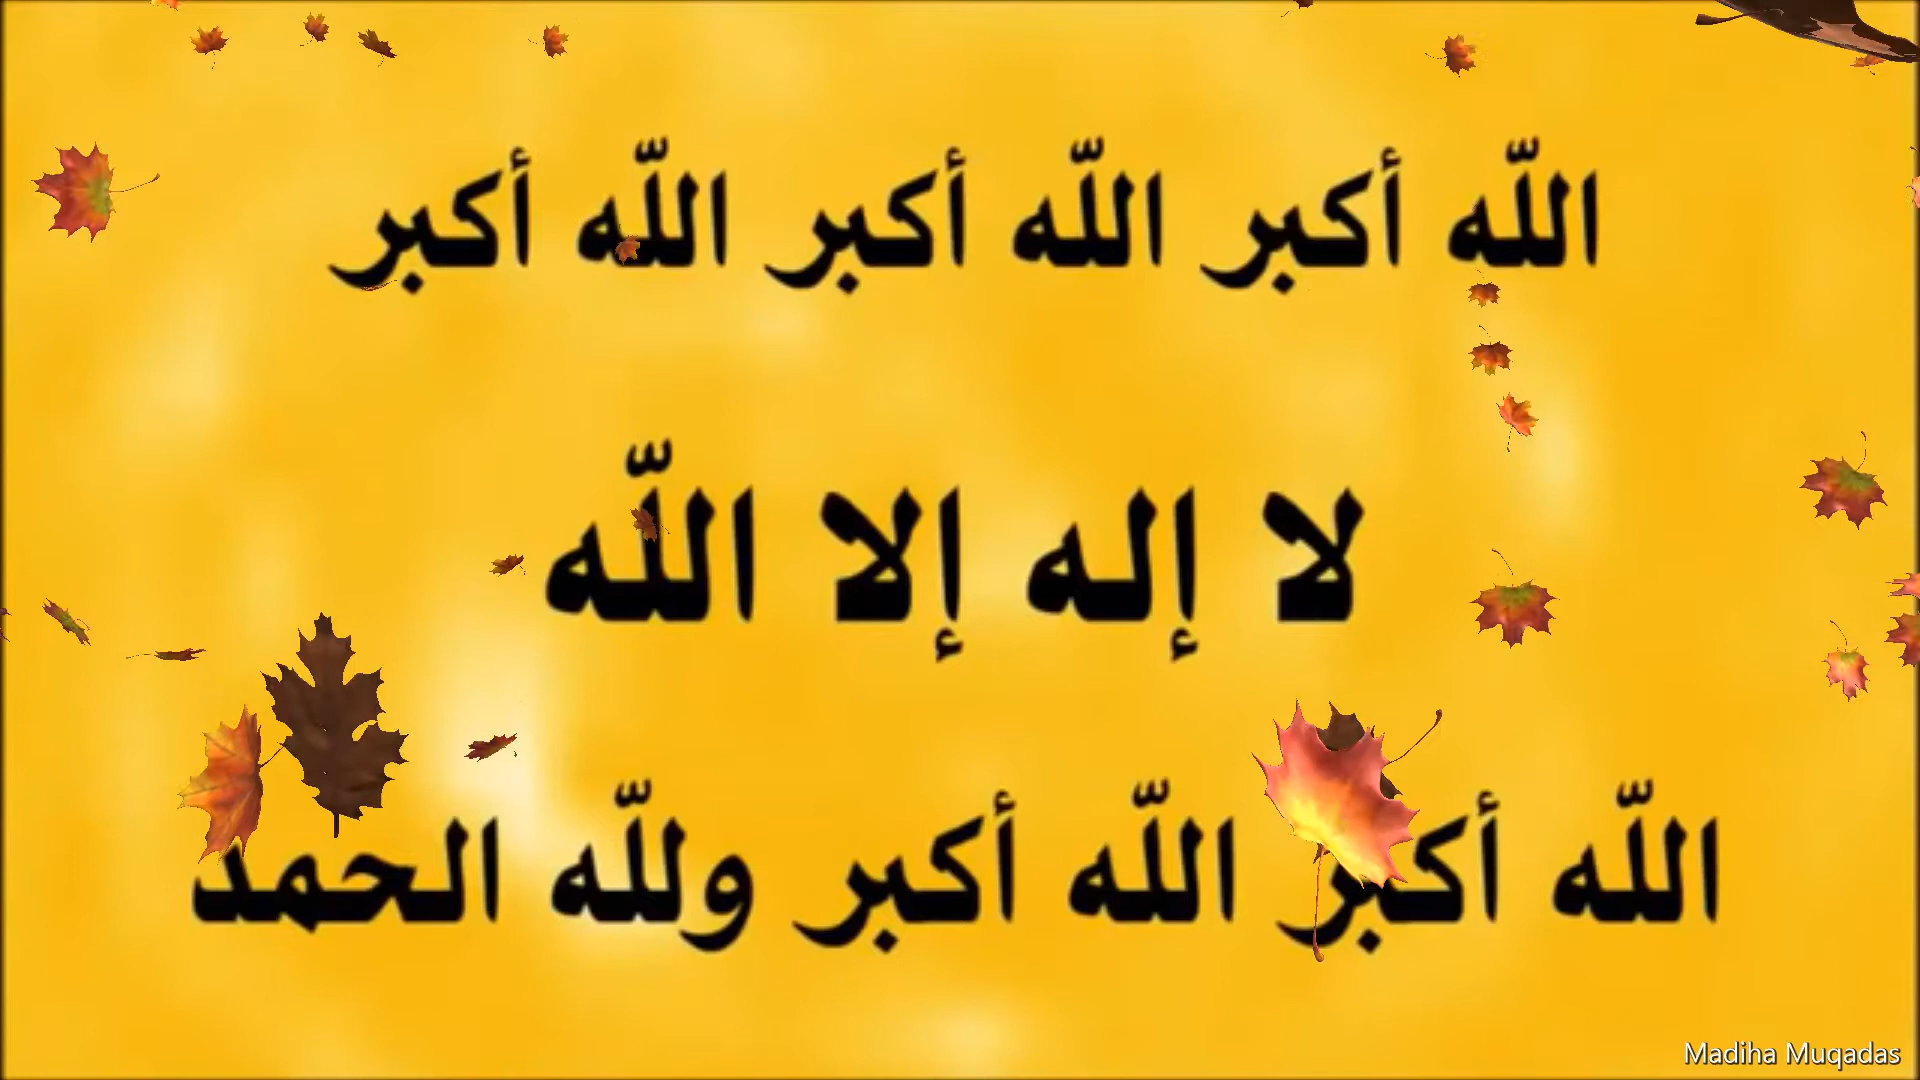 اللّه أكبر اللّه أكبر اللّه أكبر
لا إله إلا اللّه
اللّه أكبر اللّه أكبر وللّه الحمد
Madiha Muqadas